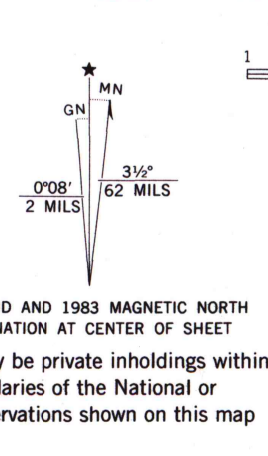 1
★
MN
GN
3½°
62 MILS
0°08'
2 MILS
D AND 1983 MAGNETIC NORTH
NATION AT CENTER OF SHEET
y be private inholdings within
laries of the National or
ervations shown on this map